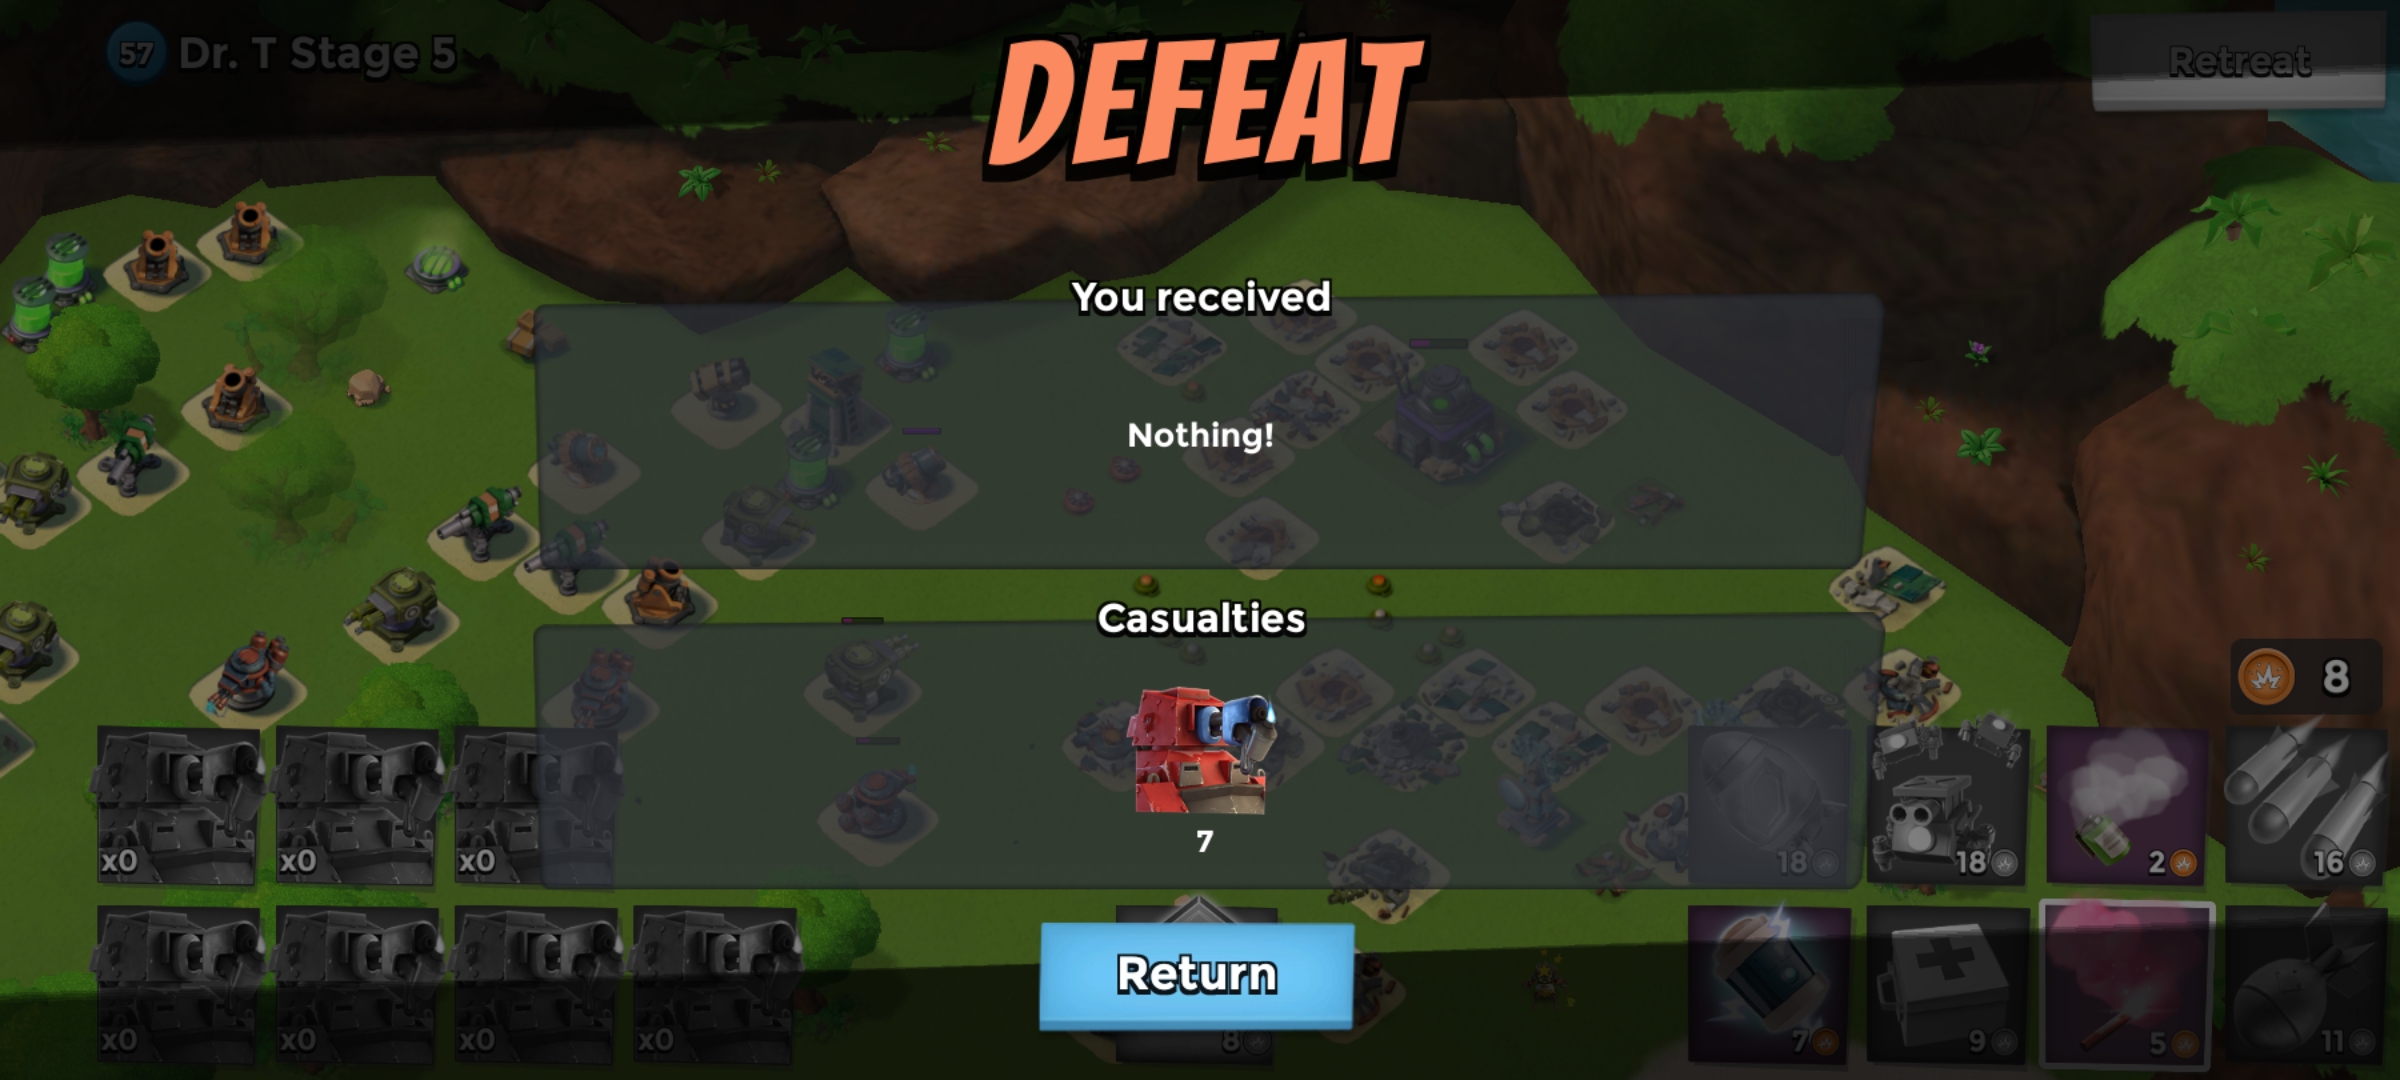 57 Dr. T Stage 5
DEFEAT
Retreat
You received
Nothing!
Casualties
7
8
x0 x0 x0
18 18 2 16
x0 x0 x0 x0
Return
8
7 9 5 11